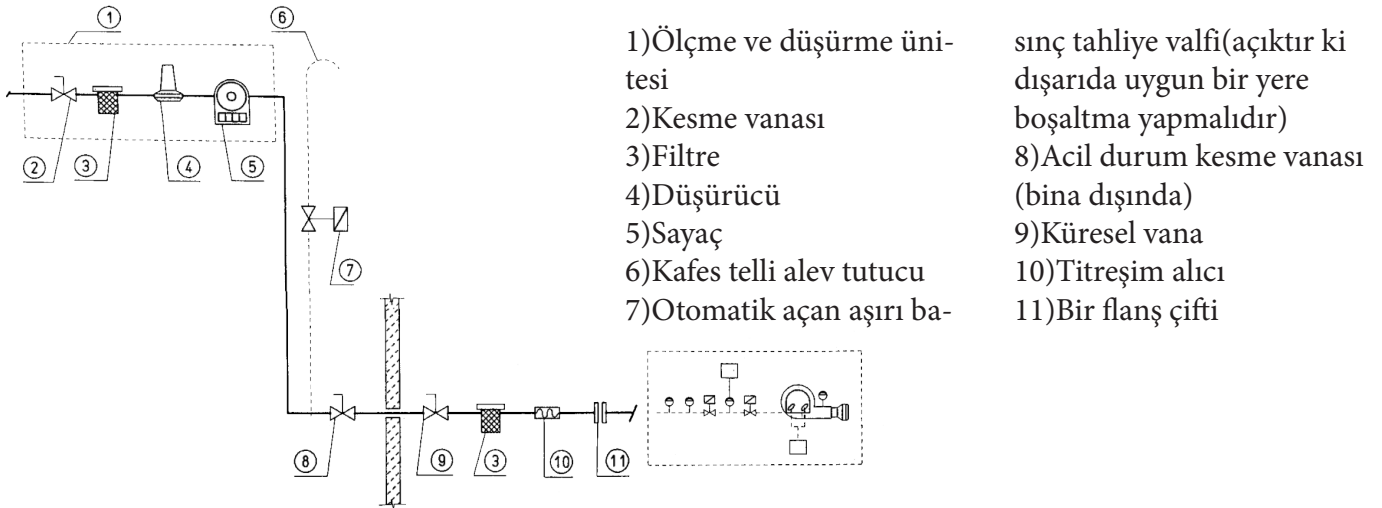 1
6
2
3
4
5
7
8
9
3
10
11
1)Ölçme ve düşürme üni-
tesi
2)Kesme vanası
3)Filtre
4)Düşürücü
5)Sayaç
6)Kafes telli alev tutucu
7)Otomatik açan aşırı ba-
sınç tahliye valfi(açıktır ki
dışarıda uygun bir yere
boşaltma yapmalıdır)
8)Acil durum kesme vanası
(bina dışında)
9)Küresel vana
10)Titreşim alıcı
11)Bir flanş çifti